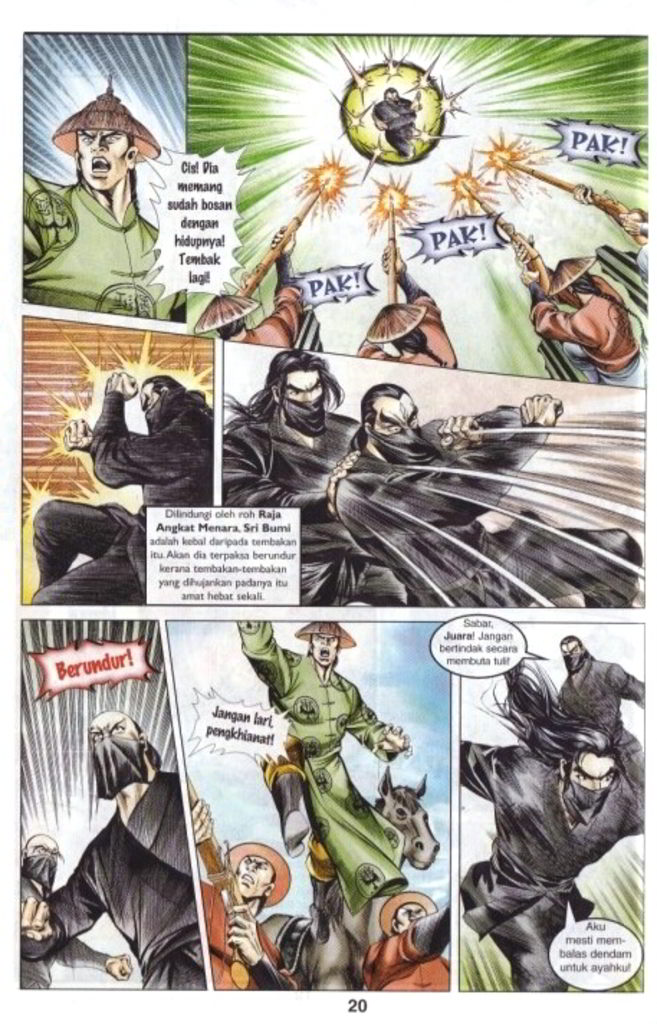 Cis! Dia
memang
sudah bosan
dengan
hidupnya!
Tembak
lagi!
PAK!
PAK!
PAK!
Dilindungi oleh roh Raja
Angkat Menara, Sri Bumi
adalah kebal daripada tembakan
itu. Akan dia terpaksa berundur
kerana tembakan-tembakan
yang dihujankan padanya itu
amat hebat sekali.
Berundur!
Jangan lari,
pengkhianat!
Sabar,
Juara! Jangan
bertindak secara
membuta tuli!
Aku
mesti mem-
balas dendam
untuk ayahku!
20